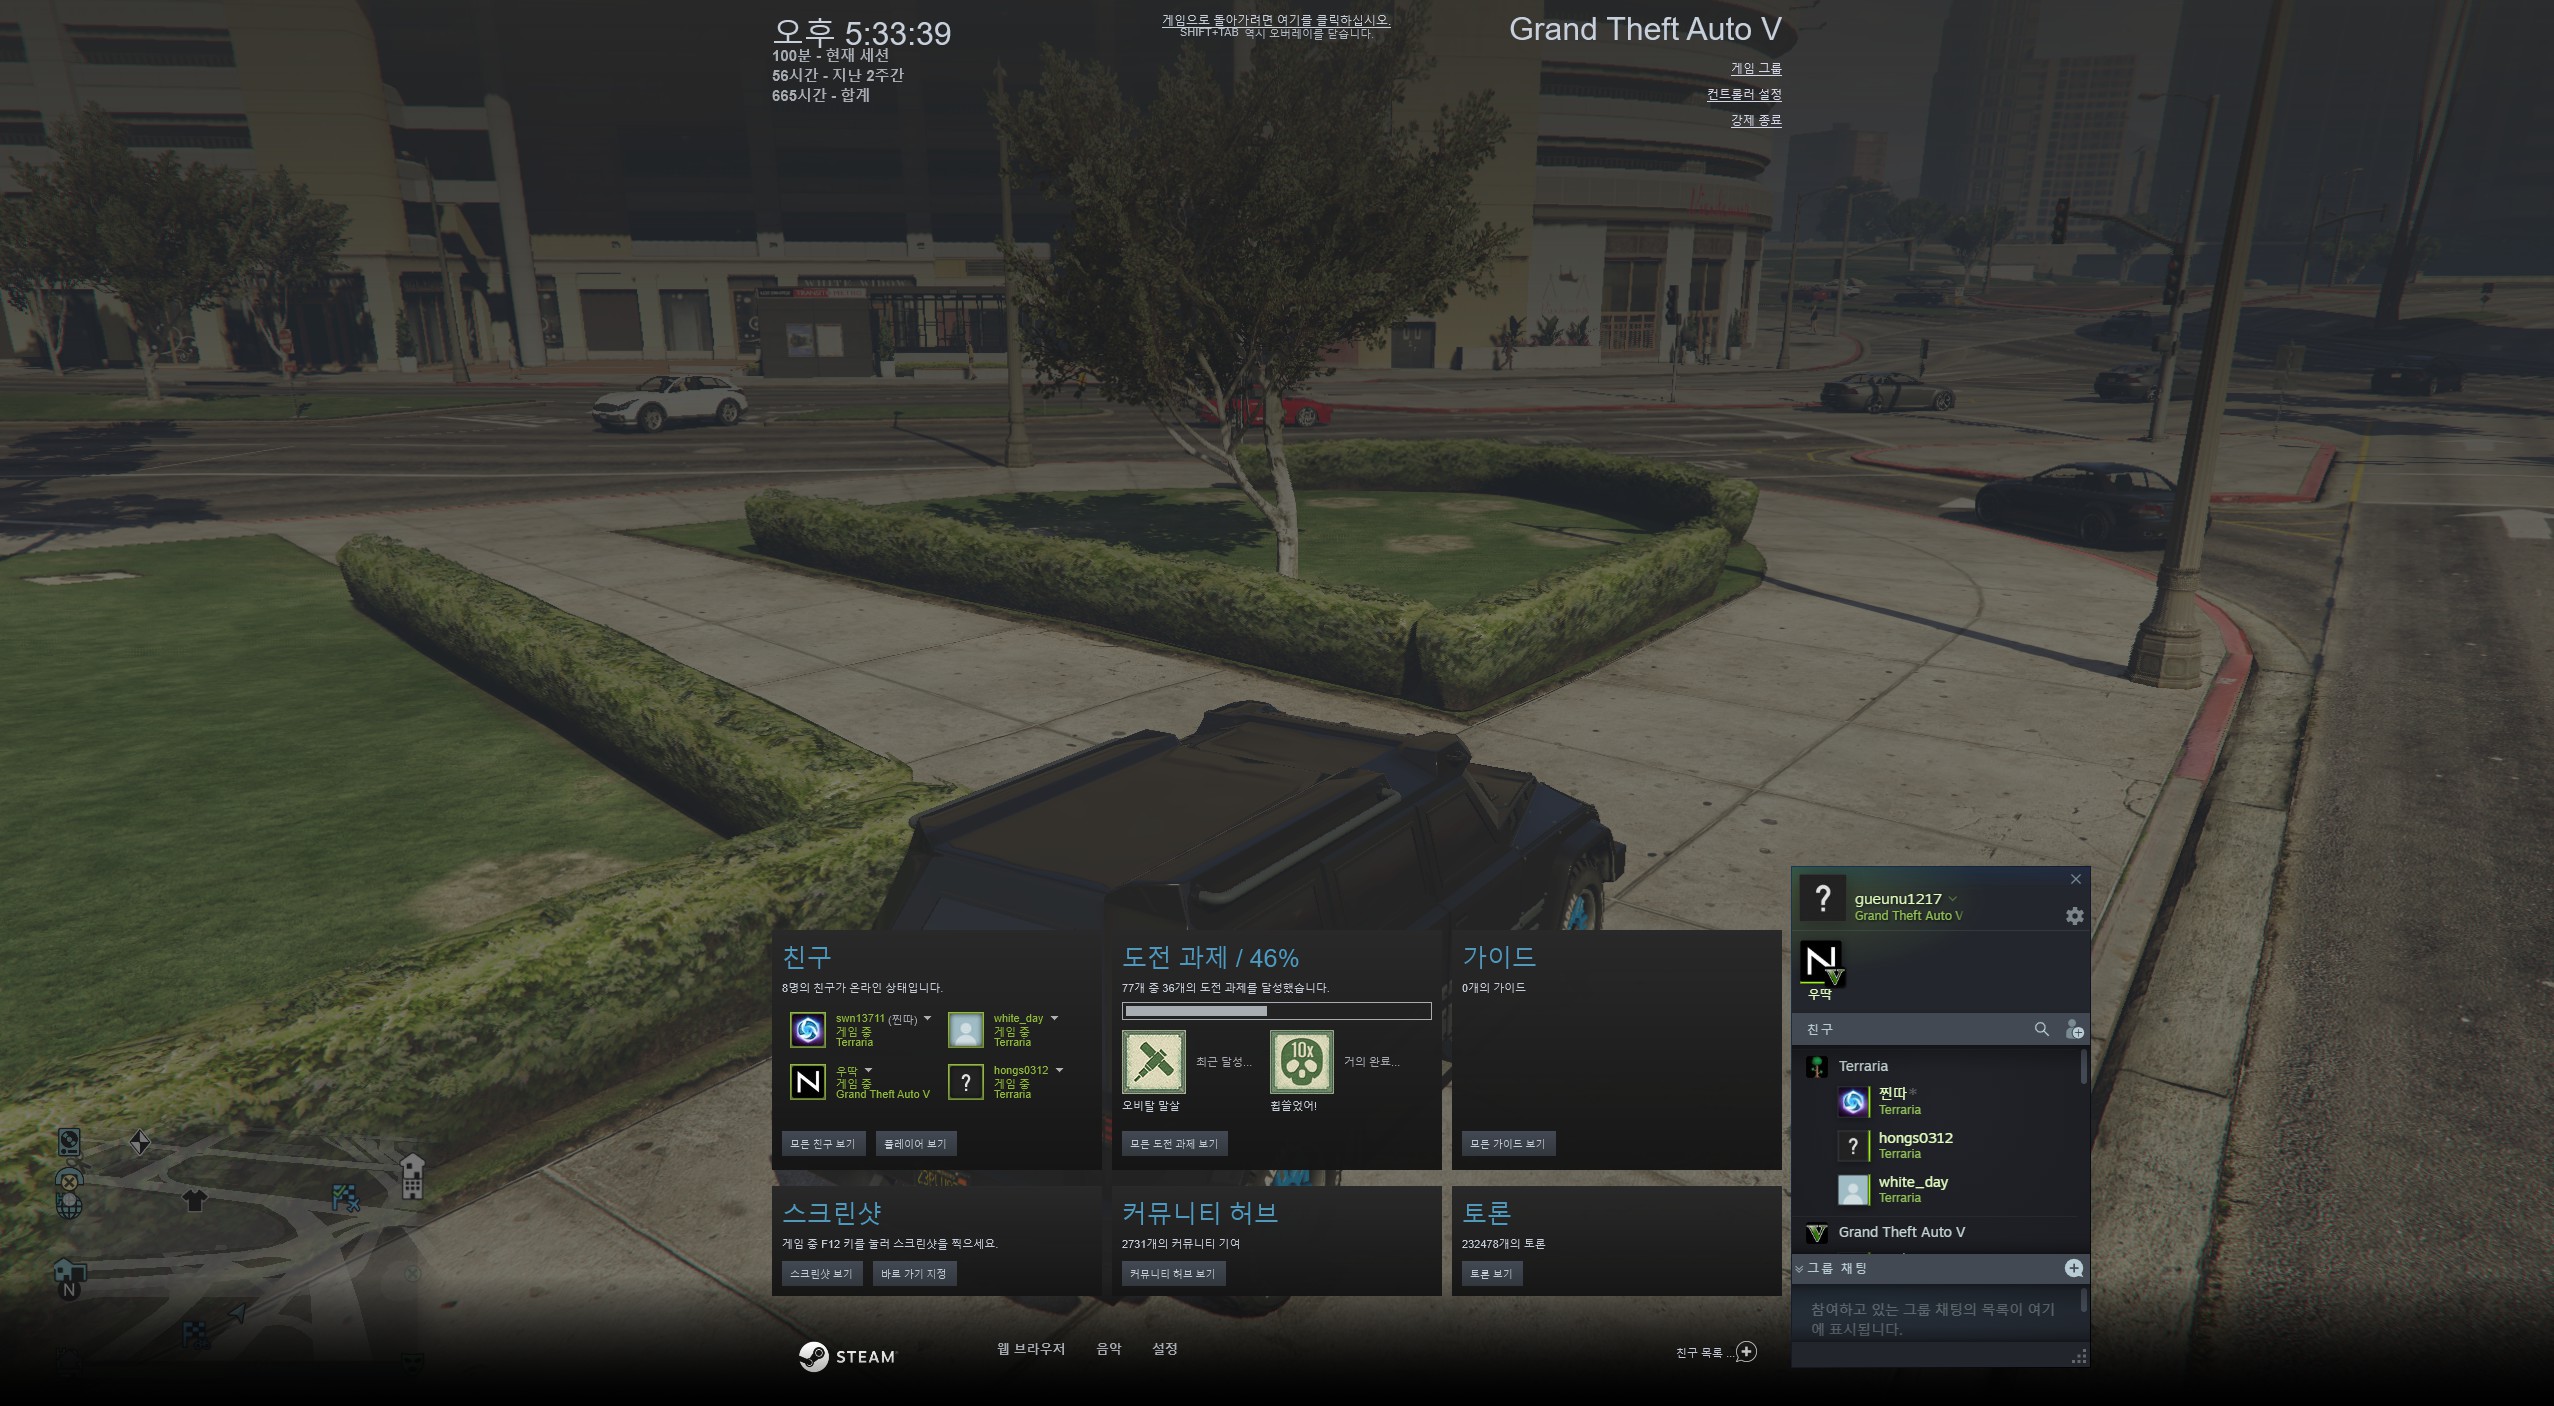 오후 5:33:39
100분 - 현재 세션
56시간 - 지난 2주간
665시간 - 합계
게임으로 돌아가려면 여기를 클릭하십시오.
SHIFT+TAB 역시 오버레이를 닫습니다.
Grand Theft Auto V
게임 그룹
컨트롤러 설정
강제 종료
WHITE WIDOW
친구
8명의 친구가 온라인 상태입니다.
swn13711 (찐따)
게임 중
Terraria
white_day
게임 중
Terraria
우딱
게임 중
Grand Theft Auto V
hongs0312
게임 중
Terraria
모든 친구 보기
플레이어 보기
도전 과제 / 46%
77개 중 36개의 도전 과제를 달성했습니다.
최근 달성...
10x
거의 완료...
오비탈 말살
휩쓸었어!
모든 도전 과제 보기
가이드
0개의 가이드
모든 가이드 보기
스크린샷
게임 중 F12 키를 눌러 스크린샷을 찍으세요.
스크린샷 보기
바로 가기 지정
커뮤니티 허브
2731개의 커뮤니티 기여
커뮤니티 허브 보기
토론
232478개의 토론
토론 보기
STEAM
웹 브라우저
음악
설정
친구 목록 ...
gueunu1217
Grand Theft Auto V
우딱
친구
Terraria
찐따*
Terraria
hongs0312
Terraria
white_day
Terraria
Grand Theft Auto V
그룹 채팅
참여하고 있는 그룹 채팅의 목록이 여기
에 표시됩니다.
N